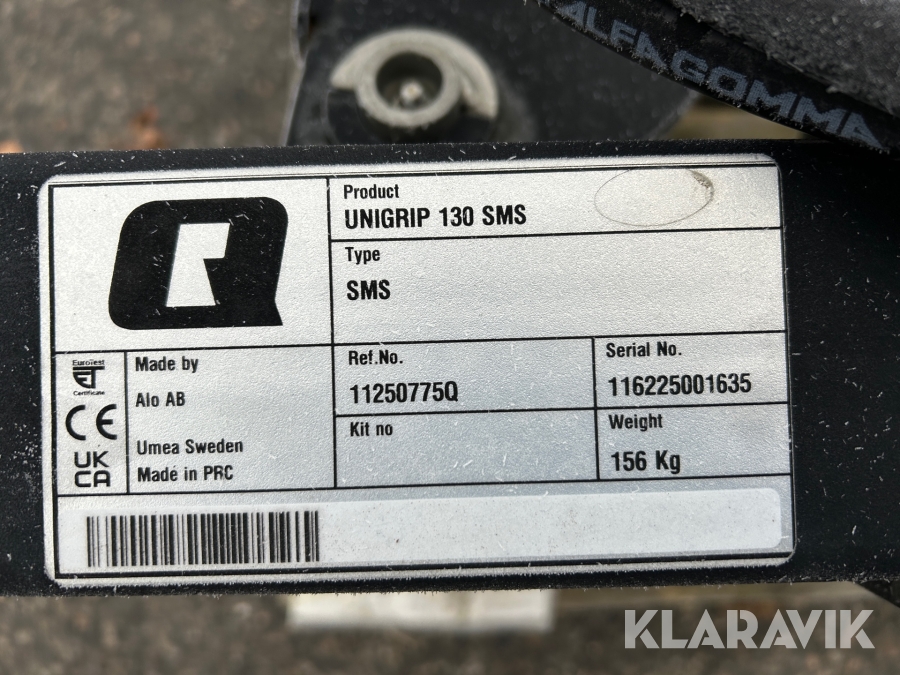 ALFAGOMMA
Product
UNIGRIP 130 SMS
Type
SMS
EuroTest
ET
Certificate
CE
UK
CA
Made by
Alo AB
Umea Sweden
Made in PRC
Ref.No.
11250775Q
Serial No.
116225001635
Kit no
Weight
156 Kg
KLARAVIK